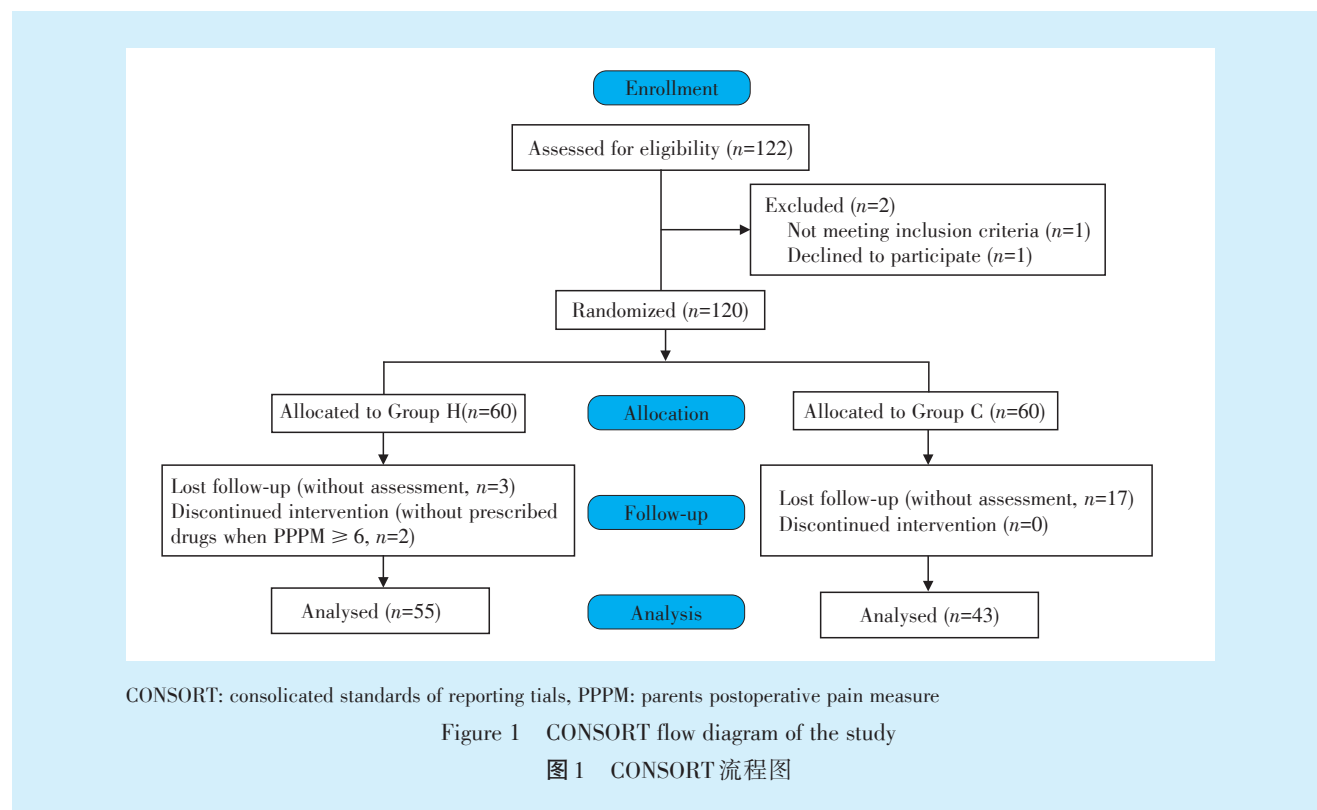 Enrollment
Assessed for eligibility (n=122)
Excluded (n=2)
Not meeting inclusion criteria (n=1)
Declined to participate (n=1)
Randomized (n=120)
Allocated to Group H(n=60)
Allocation
Allocated to Group C (n=60)
Lost follow-up (without assessment, n=3)
Discontinued intervention (without prescribed
drugs when PPPM ⩾ 6, n=2)
Follow-up
Lost follow-up (without assessment, n=17)
Discontinued intervention (n=0)
Analysed (n=55)
Analysis
Analysed (n=43)
CONSORT: consolicated standards of reporting tials, PPPM: parents postoperative pain measure
Figure 1 CONSORT flow diagram of the study
图1 CONSORT流程图